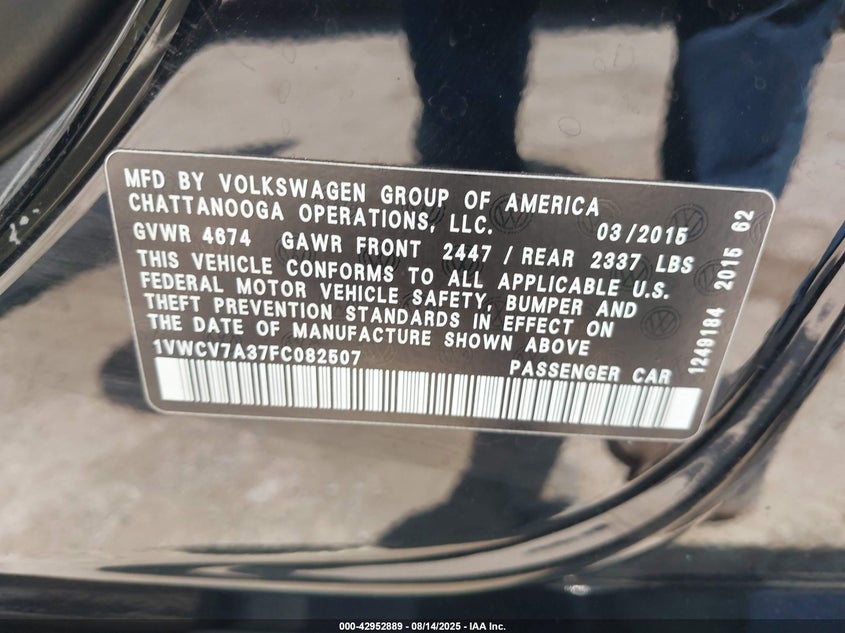 MFD BY VOLKSWAGEN GROUP OF AMERICA
CHATTANOOGA OPERATIONS, LLC. 03/2015
GVWR 4674 GAWR FRONT 2447 / REAR 2337 LBS
THIS VEHICLE CONFORMS TO ALL APPLICABLE U.S.
FEDERAL MOTOR VEHICLE SAFETY, BUMPER AND
THEFT PREVENTION STANDARDS IN EFFECT ON
THE DATE OF MANUFACTURE SHOWN ABOVE
1VWCV7A37FC082507 PASSENGER CAR
1249184 2015 62
000-42952889 | 08/14/2025 - IAA Inc.